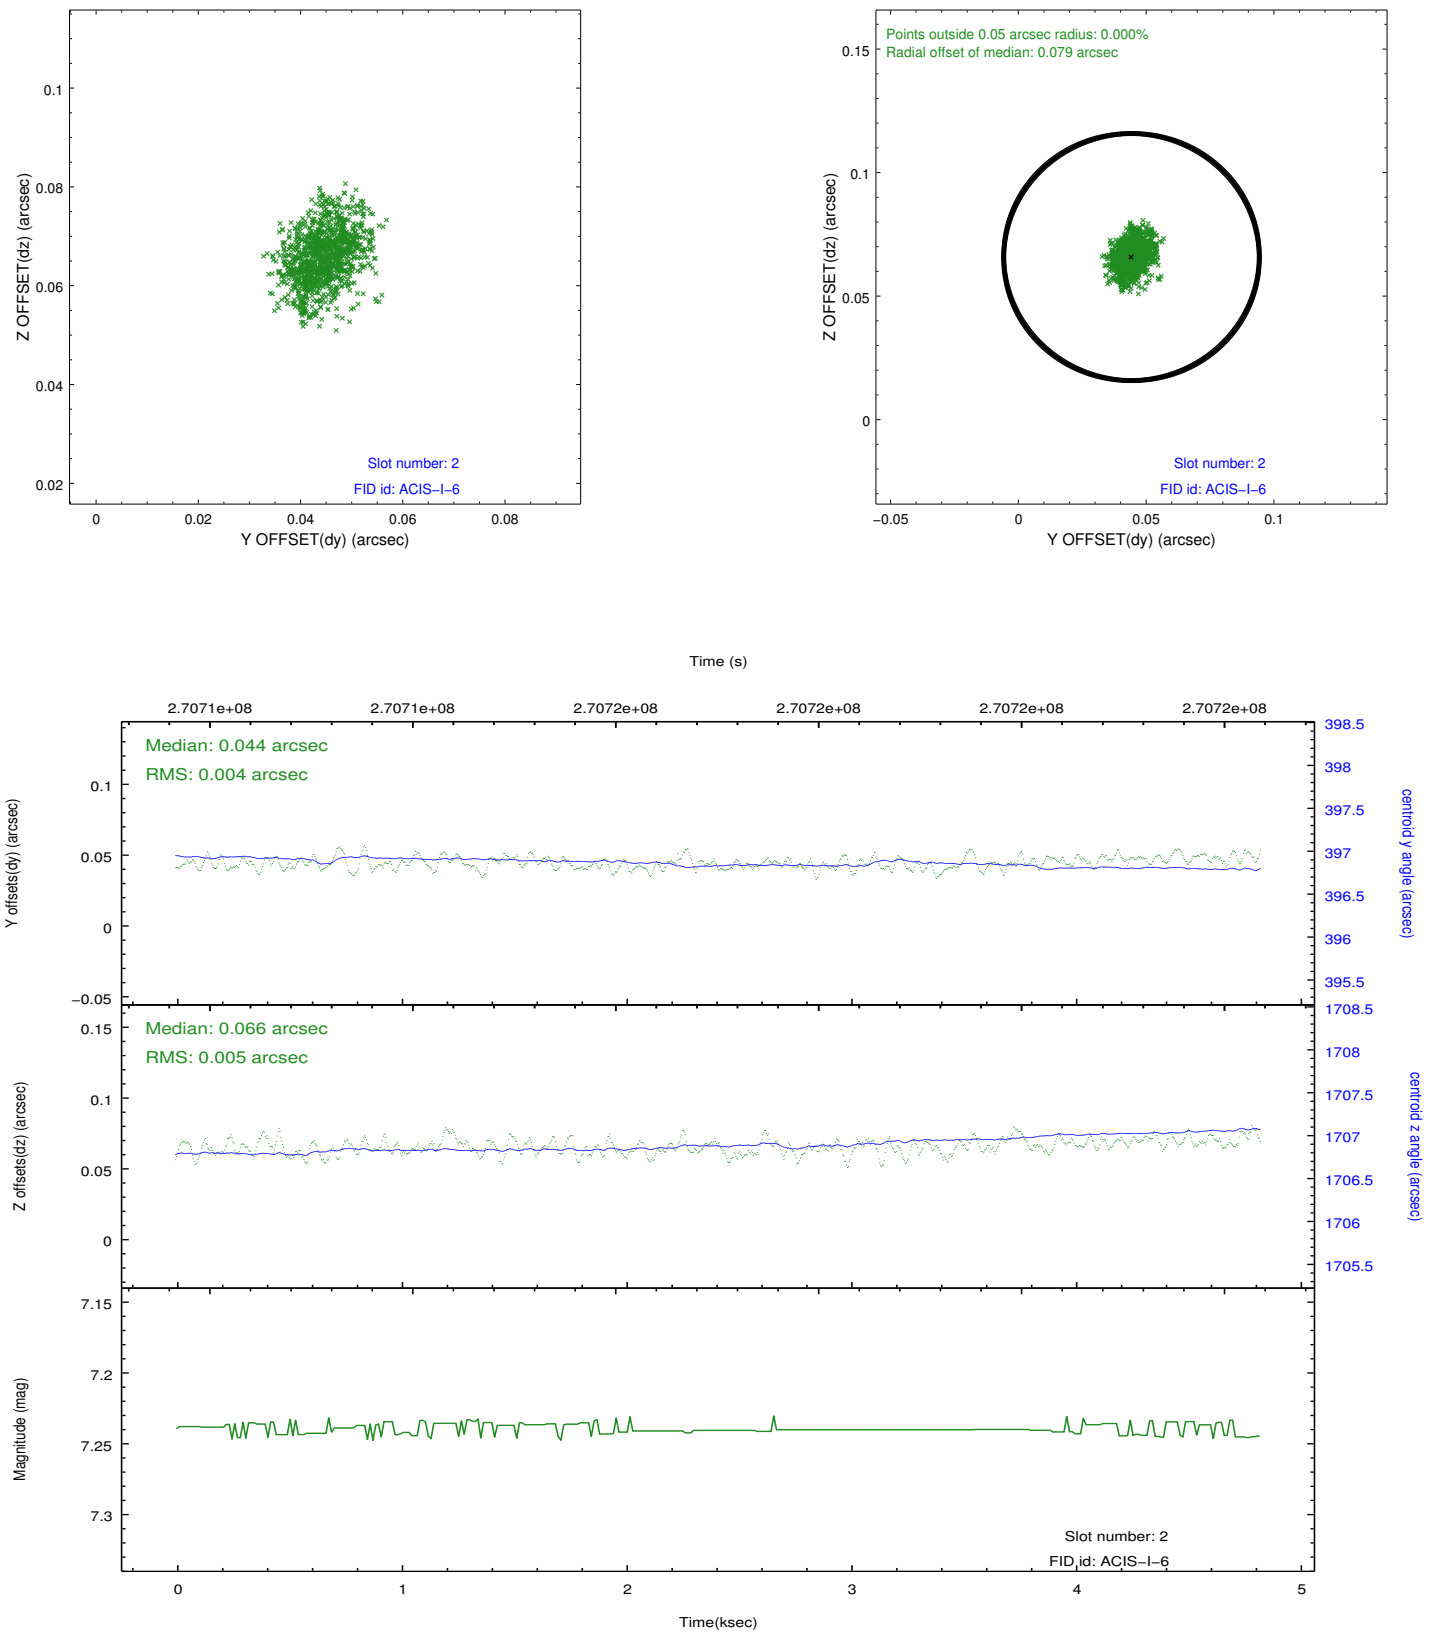 0.1
0.08
0.06
0.04
0.02
Z OFFSET(dz) (arcsec)
Slot number: 2
FID id: ACIS−I−6
0 0.02 0.04 0.06 0.08
Y OFFSET(dy) (arcsec)
Points outside 0.05 arcsec radius: 0.000%
Radial offset of median: 0.079 arcsec
0.15
0.1
0.05
0
Z OFFSET(dz) (arcsec)
Slot number: 2
FID id: ACIS−I−6
−0.05 0 0.05 0.1
Y OFFSET(dy) (arcsec)
Time (s)
2.7071e+08 2.7071e+08 2.7072e+08 2.7072e+08 2.7072e+08 2.7072e+08
Median: 0.044 arcsec
RMS: 0.004 arcsec
0.1
0.05
0
−0.05
Y offsets(dy) (arcsec)
398.5
398
397.5
397
396.5
396
395.5
centroid y angle (arcsec)
Median: 0.066 arcsec
RMS: 0.005 arcsec
0.15
0.1
0.05
0
Z offsets(dz) (arcsec)
1708.5
1708
1707.5
1707
1706.5
1706
1705.5
centroid z angle (arcsec)
7.15
7.2
7.25
7.3
Magnitude (mag)
Slot number: 2
FID id: ACIS−I−6
0 1 2 3 4 5
Time(ksec)